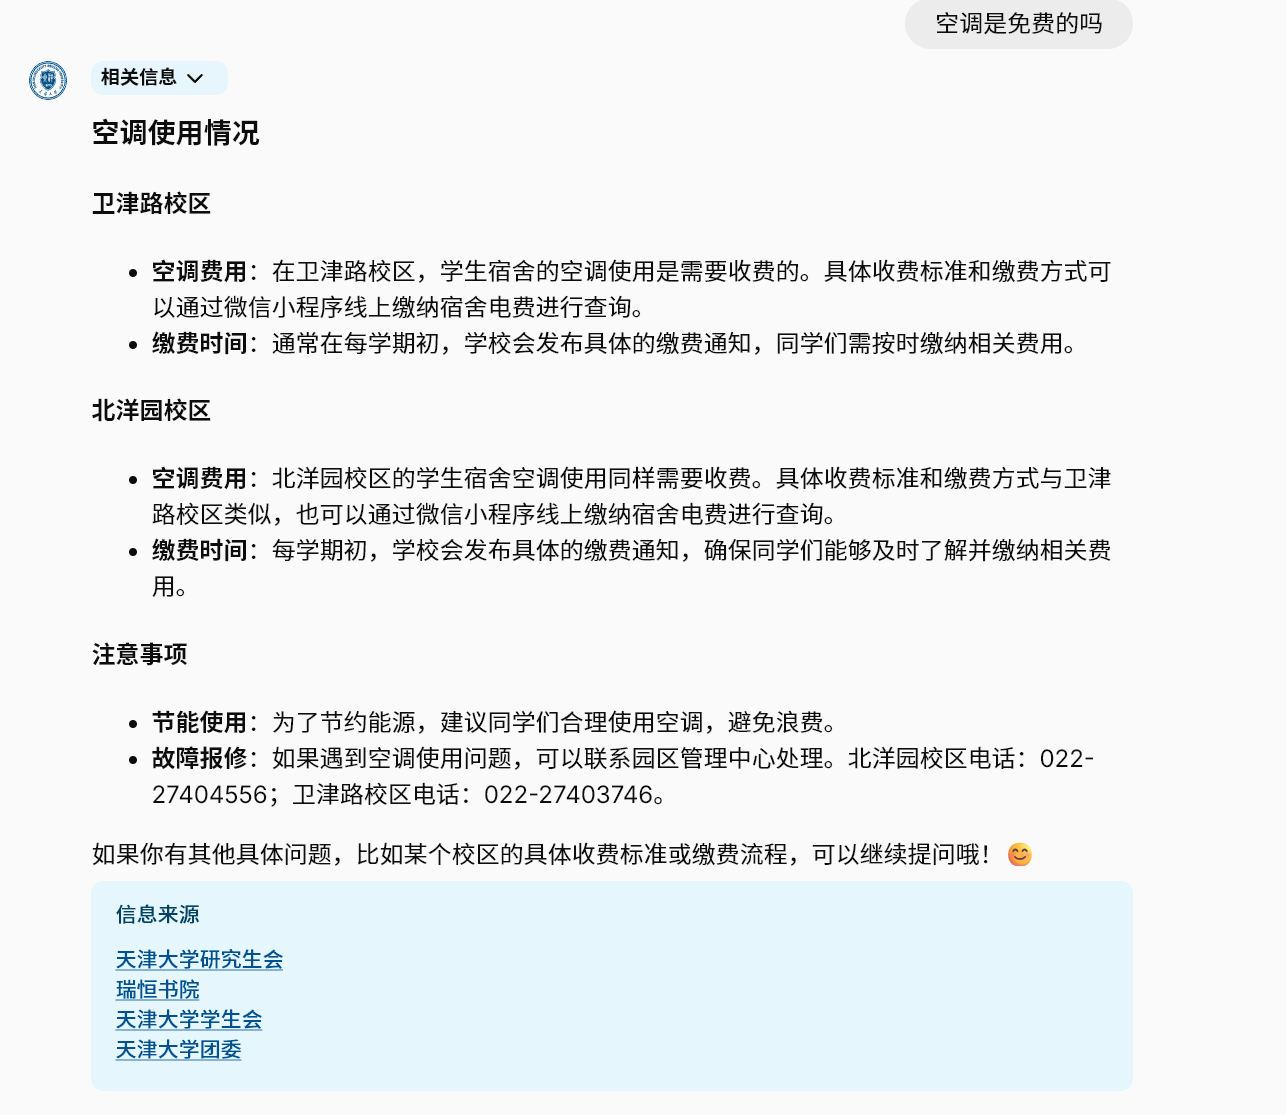 空调是免费的吗
相关信息
空调使用情况
卫津路校区
空调费用：在卫津路校区，学生宿舍的空调使用是需要收费的。具体收费标准和缴费方式可
以通过微信小程序线上缴纳宿舍电费进行查询。
缴费时间：通常在每学期初，学校会发布具体的缴费通知，同学们需按时缴纳相关费用。
北洋园校区
空调费用：北洋园校区的学生宿舍空调使用同样需要收费。具体收费标准和缴费方式与卫津
路校区类似，也可以通过微信小程序线上缴纳宿舍电费进行查询。
缴费时间：每学期初，学校会发布具体的缴费通知，确保同学们能够及时了解并缴纳相关费
用。
注意事项
节能使用：为了节约能源，建议同学们合理使用空调，避免浪费。
故障报修：如果遇到空调使用问题，可以联系园区管理中心处理。北洋园校区电话：022-
27404556；卫津路校区电话：022-27403746。
如果你有其他具体问题，比如某个校区的具体收费标准或缴费流程，可以继续提问哦！😊
信息来源
天津大学研究生会
瑞恒书院
天津大学学生会
天津大学团委